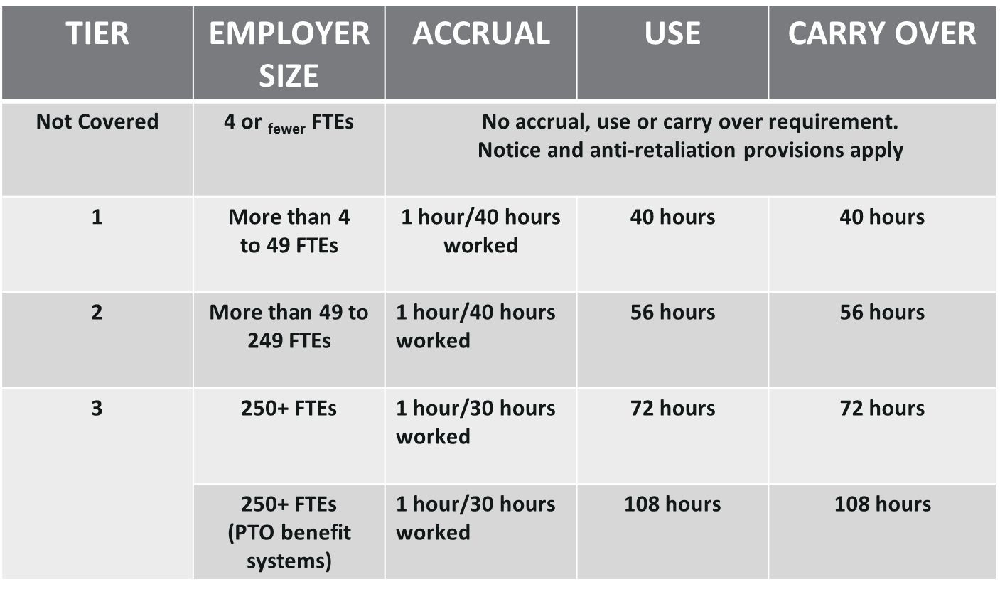 TIER
EMPLOYER
SIZE
ACCRUAL
USE
CARRY OVER
Not Covered
4 or fewer FTEs
No accrual, use or carry over requirement.
Notice and anti-retaliation provisions apply
1
More than 4
to 49 FTEs
1 hour/40 hours
worked
40 hours
40 hours
2
More than 49 to
249 FTEs
1 hour/40 hours
worked
56 hours
56 hours
3
250+ FTEs
1 hour/30 hours
worked
72 hours
72 hours
250+ FTEs
(PTO benefit
systems)
1 hour/30 hours
worked
108 hours
108 hours